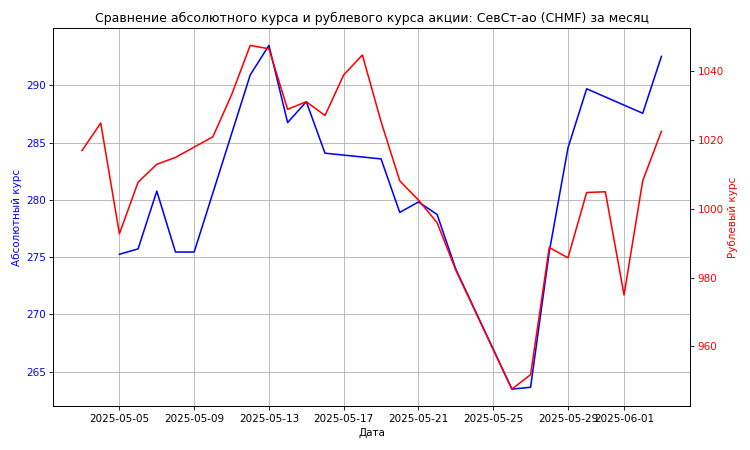 Сравнение абсолютного курса и рублевого курса акции: СевСт-ао (CHMF) за месяц
290
285
280
275
270
265
Абсолютный курс
1040
1020
1000
980
960
Рублевый курс
2025-05-05 2025-05-09 2025-05-13 2025-05-17 2025-05-21 2025-05-25 2025-05-29 2025-06-01
Дата